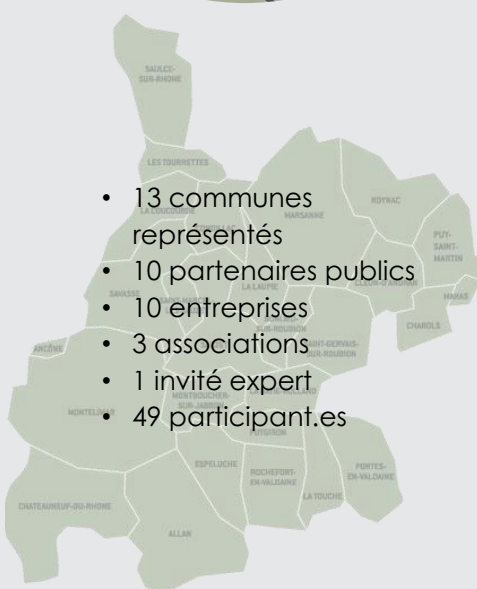 SAULCE-
SUR-RHONE
LES TOURRETTES
• 13 communes
représentés
• 10 partenaires publics
• 10 entreprises
• 3 associations
• 1 invité expert
• 49 participant.es
LA COUCOURDE
MARSANNE
ROYNAC
PUY-
SAINT-
MARTIN
CLEON-D'ANDRAN
MANAS
CHAROLS
LA LAUPIE
SAVASSE
SUR-ROUBION
SAINT-GERVAIS-
SUR-ROUBION
ANCÔNE
MONTELIMAR
MONTBOUCHER-
SUR-JABRON
PUYGIRON
ESPELUCHE
ROCHEFORT-
EN-VALDAINE
PORTES-
EN-VALDAINE
LA TOUCHE
CHATEAUNEUF-DU-RHONE
ALLAN